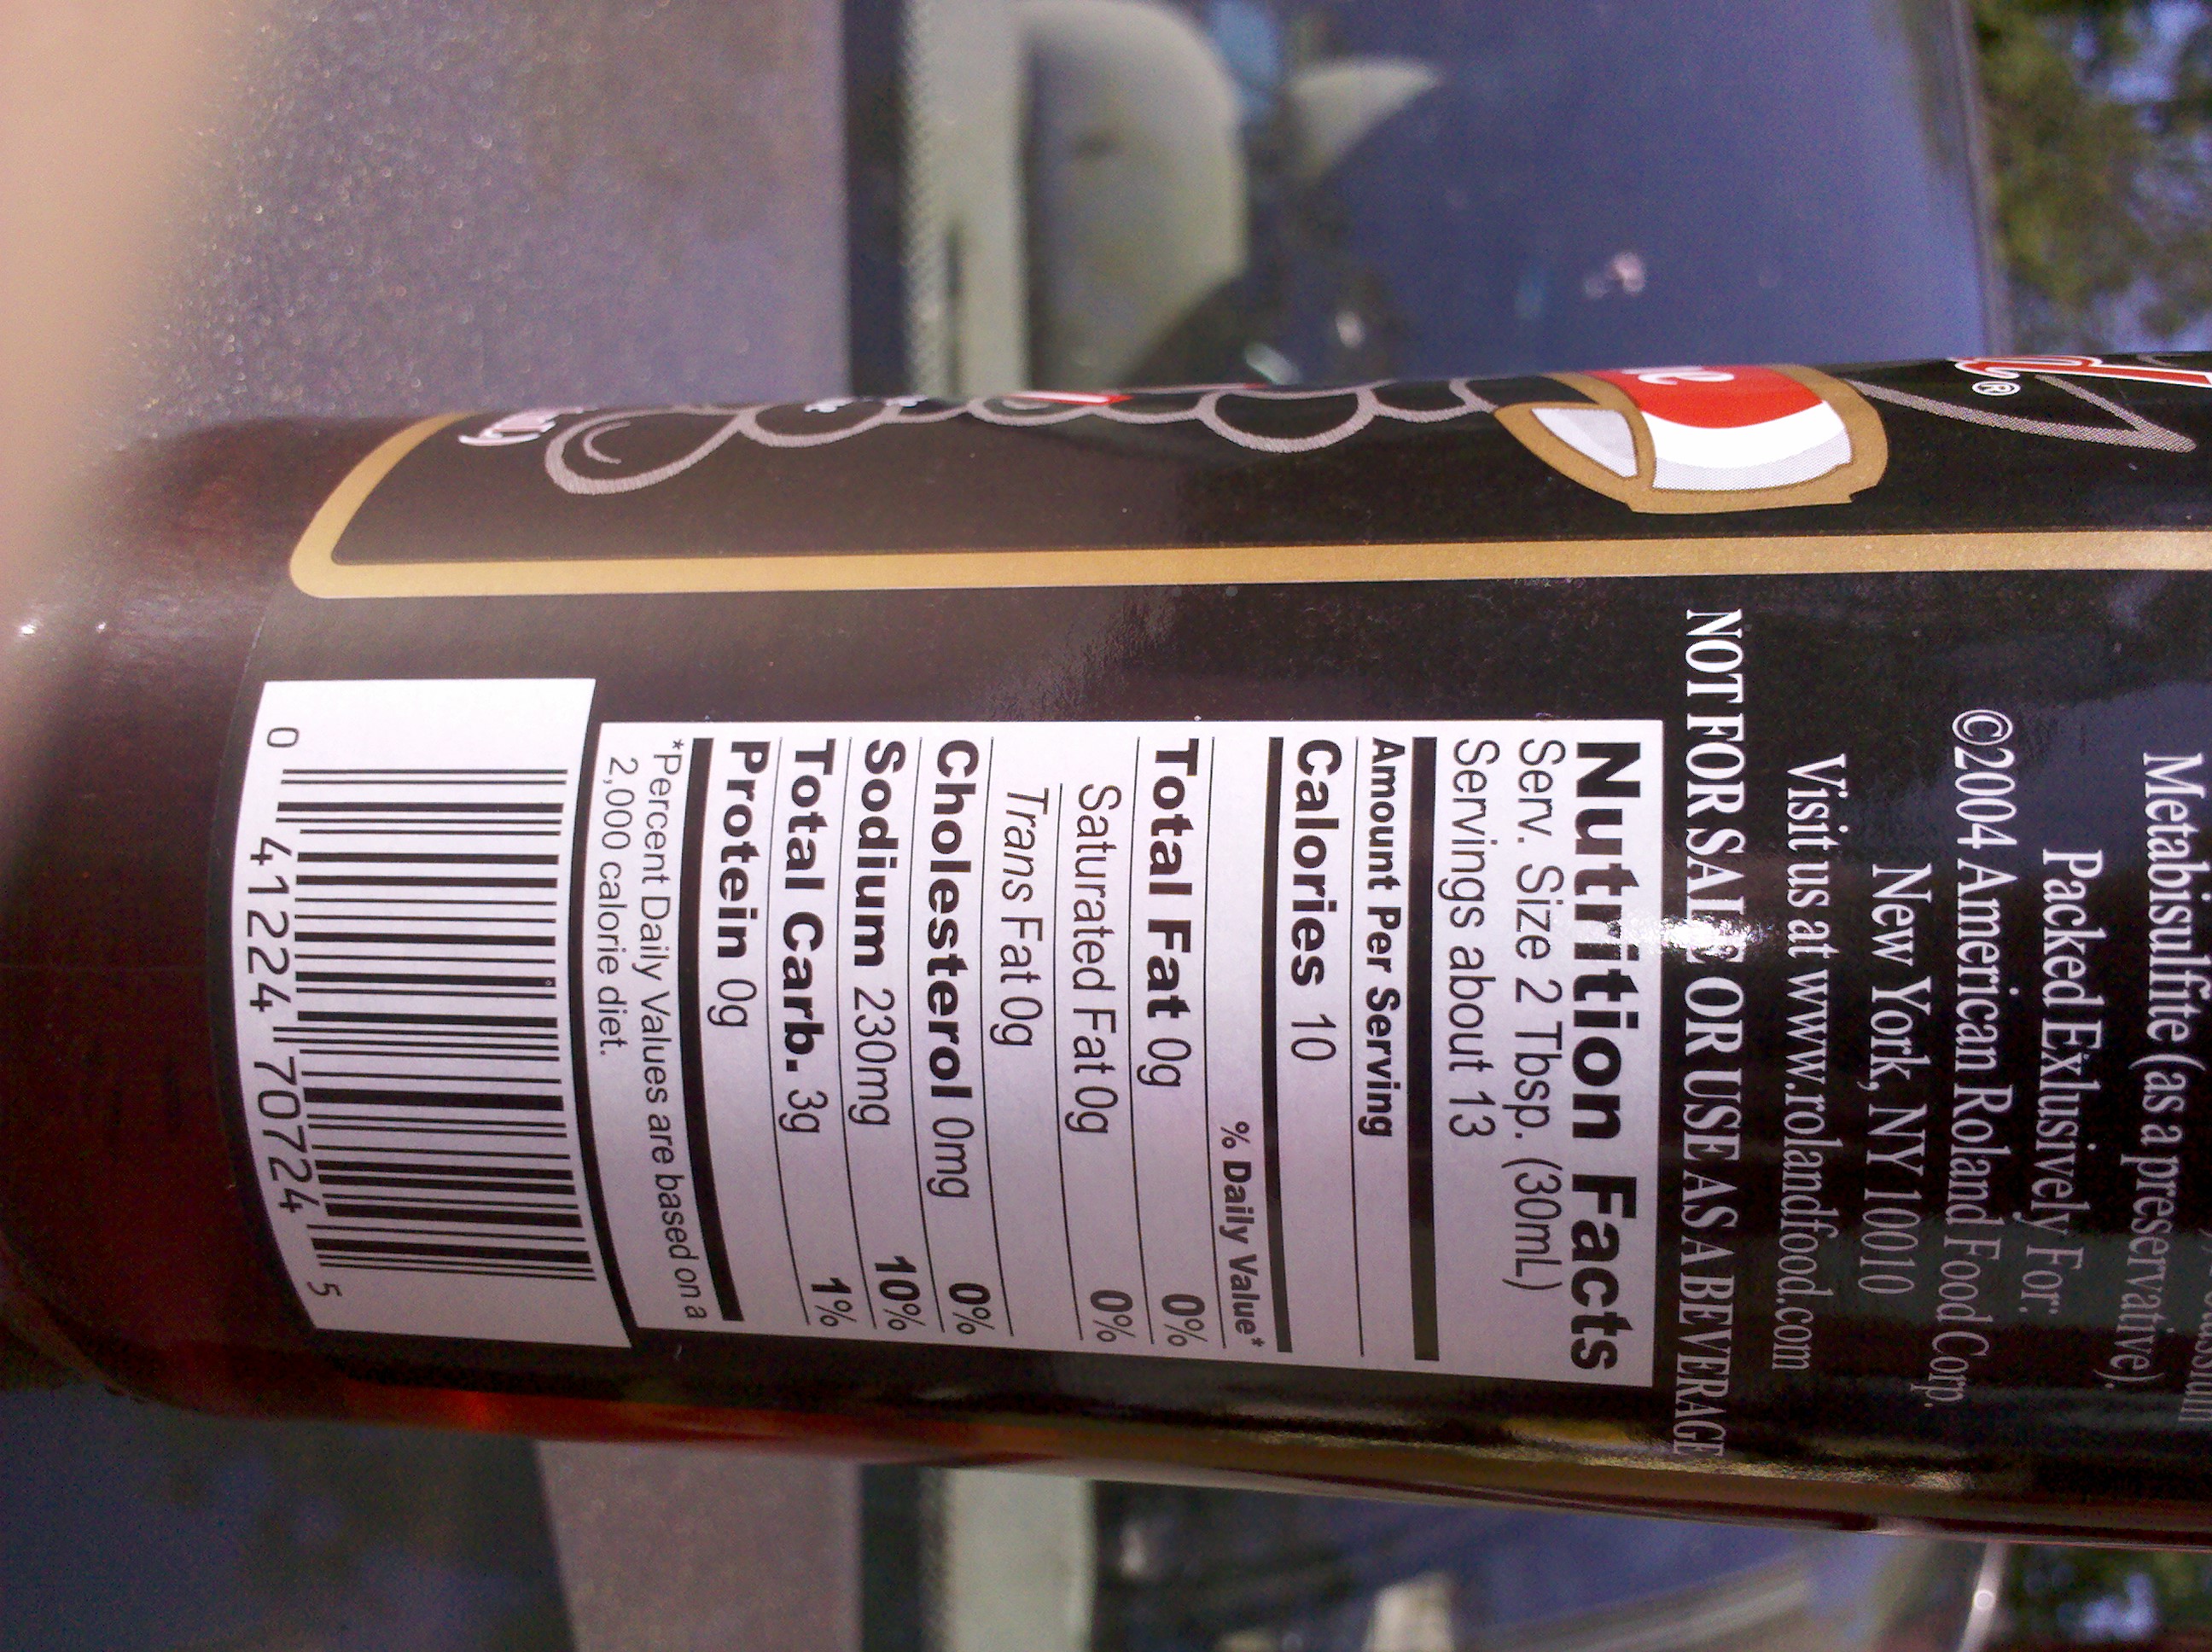 Metabisulfite (as a preservative).
Packed Exlusively For:
©2004 American Roland Food Corp.
New York, NY 10010
Visit us at www.rolandfood.com
NOT FOR SALE OR USE AS A BEVERAGE
Nutrition Facts
Serv. Size 2 Tbsp. (30mL)
Servings about 13
Amount Per Serving
Calories 10
% Daily Value*
Total Fat 0g 0%
Saturated Fat 0g 0%
Trans Fat 0g
Cholesterol 0mg 0%
Sodium 230mg 10%
Total Carb. 3g 1%
Protein 0g
*Percent Daily Values are based on a
2,000 calorie diet.
0 41224 70724 5